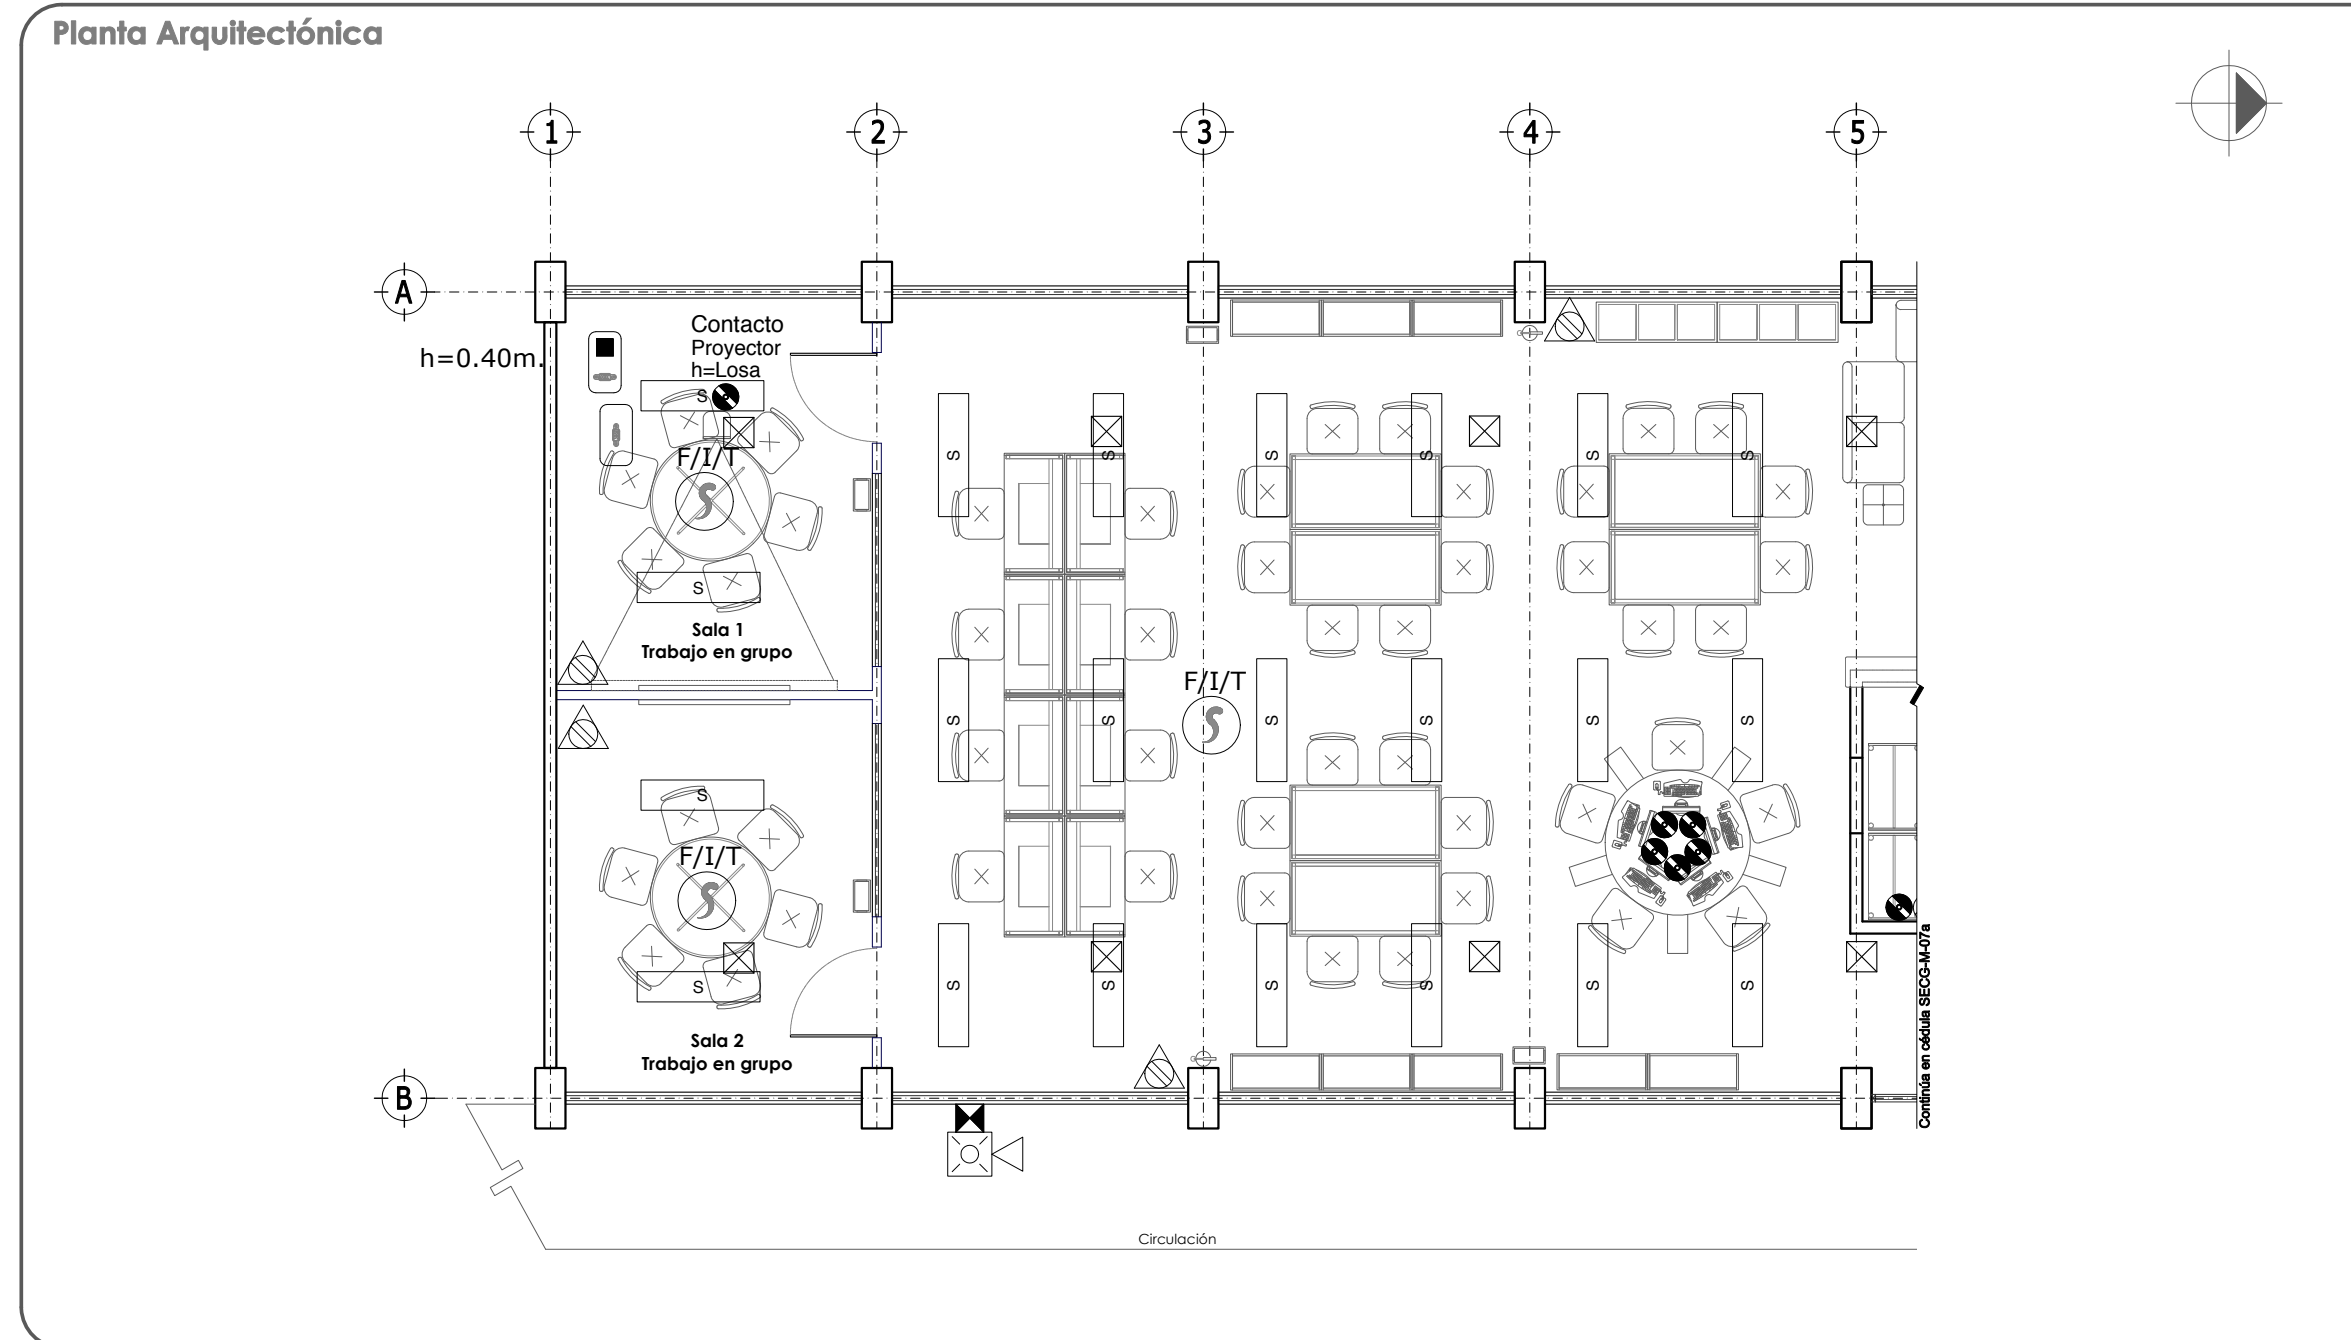 Planta Arquitectónica
1
2
3
4
5
A
h=0.40m.
Contacto
Proyector
h=Losa
S
F/I/T
S
Sala 1
Trabajo en grupo
S
S
S
S
S
S
F/I/T
S
S
S
S
S
S
S
F/I/T
S
Sala 2
Trabajo en grupo
S
S
S
S
S
S
B
Circulación
Continúa en cédula SECG-M-07a